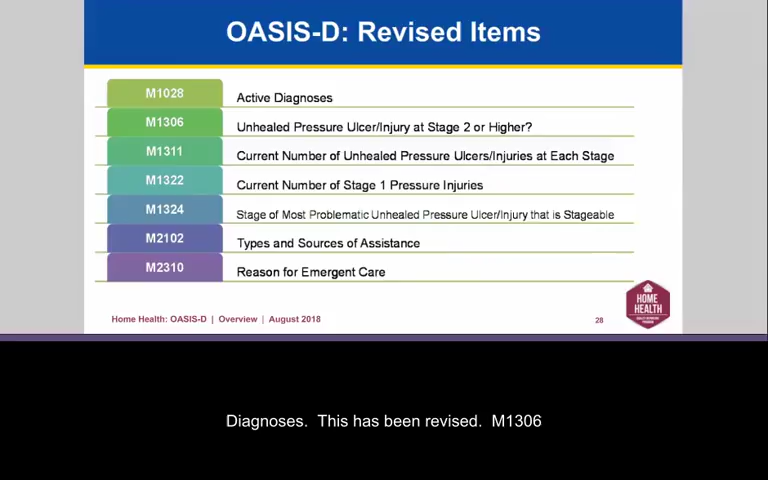 OASIS-D: Revised Items
M1028 Active Diagnoses
M1306 Unhealed Pressure Ulcer/Injury at Stage 2 or Higher?
M1311 Current Number of Unhealed Pressure Ulcers/Injuries at Each Stage
M1322 Current Number of Stage 1 Pressure Injuries
M1324 Stage of Most Problematic Unhealed Pressure Ulcer/Injury that is Stageable
M2102 Types and Sources of Assistance
M2310 Reason for Emergent Care
Home Health: OASIS-D | Overview | August 2018
28
HOME
HEALTH
Diagnoses. This has been revised. M1306